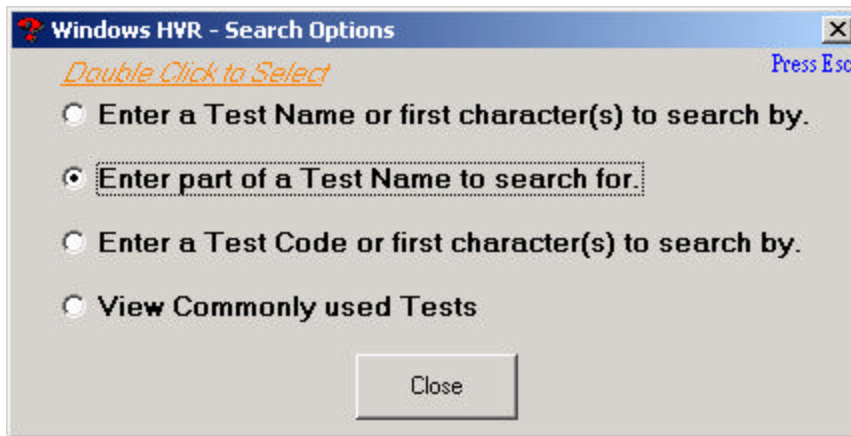 Windows HVR - Search Options
Double Click to Select
Press Esc
Enter a Test Name or first character(s) to search by.
Enter part of a Test Name to search for.
Enter a Test Code or first character(s) to search by.
View Commonly used Tests
Close